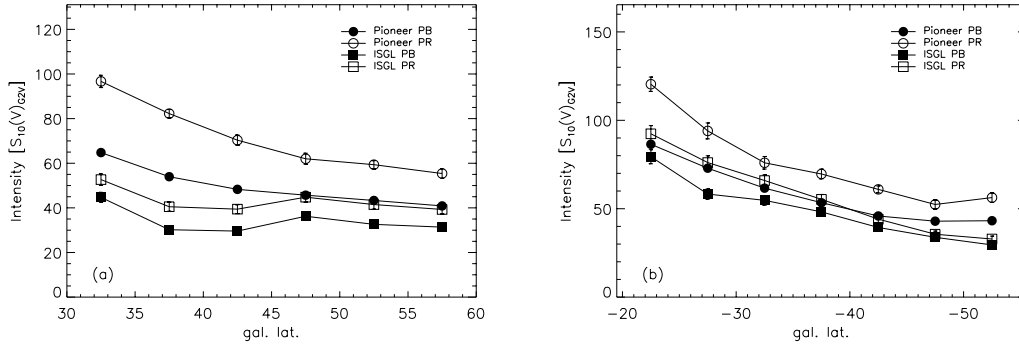 120
100
80
60
40
20
0
Intensity [S10(V)G2V]
Pioneer PB
Pioneer PR
ISGL PB
ISGL PR
(a)
30 35 40 45 50 55 60
gal. lat.
150
100
50
0
Intensity [S10(V)G2V]
Pioneer PB
Pioneer PR
ISGL PB
ISGL PR
(b)
−20 −30 −40 −50
gal. lat.